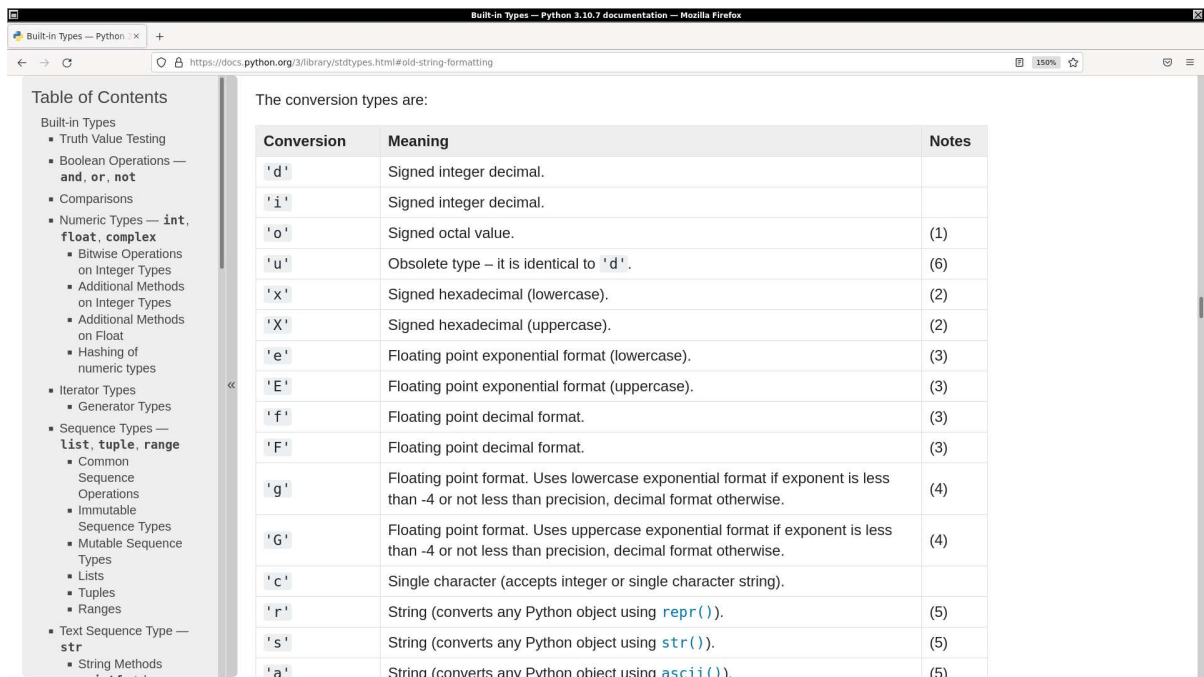 Built-in Types — Python 3.10.7 documentation — Mozilla Firefox
Built-in Types — Python 3
https://docs.python.org/3/library/stdtypes.html#old-string-formatting
150%
Table of Contents
Built-in Types
▪ Truth Value Testing
▪ Boolean Operations —
and, or, not
▪ Comparisons
▪ Numeric Types — int,
float, complex
▪ Bitwise Operations
on Integer Types
▪ Additional Methods
on Integer Types
▪ Additional Methods
on Float
▪ Hashing of
numeric types
▪ Iterator Types
▪ Generator Types
▪ Sequence Types —
list, tuple, range
▪ Common
Sequence
Operations
▪ Immutable
Sequence Types
▪ Mutable Sequence
Types
▪ Lists
▪ Tuples
▪ Ranges
▪ Text Sequence Type —
str
▪ String Methods
«
The conversion types are:
Conversion Meaning Notes
'd' Signed integer decimal.
'i' Signed integer decimal.
'o' Signed octal value. (1)
'u' Obsolete type – it is identical to 'd'. (6)
'x' Signed hexadecimal (lowercase). (2)
'X' Signed hexadecimal (uppercase). (2)
'e' Floating point exponential format (lowercase). (3)
'E' Floating point exponential format (uppercase). (3)
'f' Floating point decimal format. (3)
'F' Floating point decimal format. (3)
'g' Floating point format. Uses lowercase exponential format if exponent is less
than -4 or not less than precision, decimal format otherwise. (4)
'G' Floating point format. Uses uppercase exponential format if exponent is less
than -4 or not less than precision, decimal format otherwise. (4)
'c' Single character (accepts integer or single character string).
'r' String (converts any Python object using repr()). (5)
's' String (converts any Python object using str()). (5)
'a' String (converts any Python object using ascii()). (5)